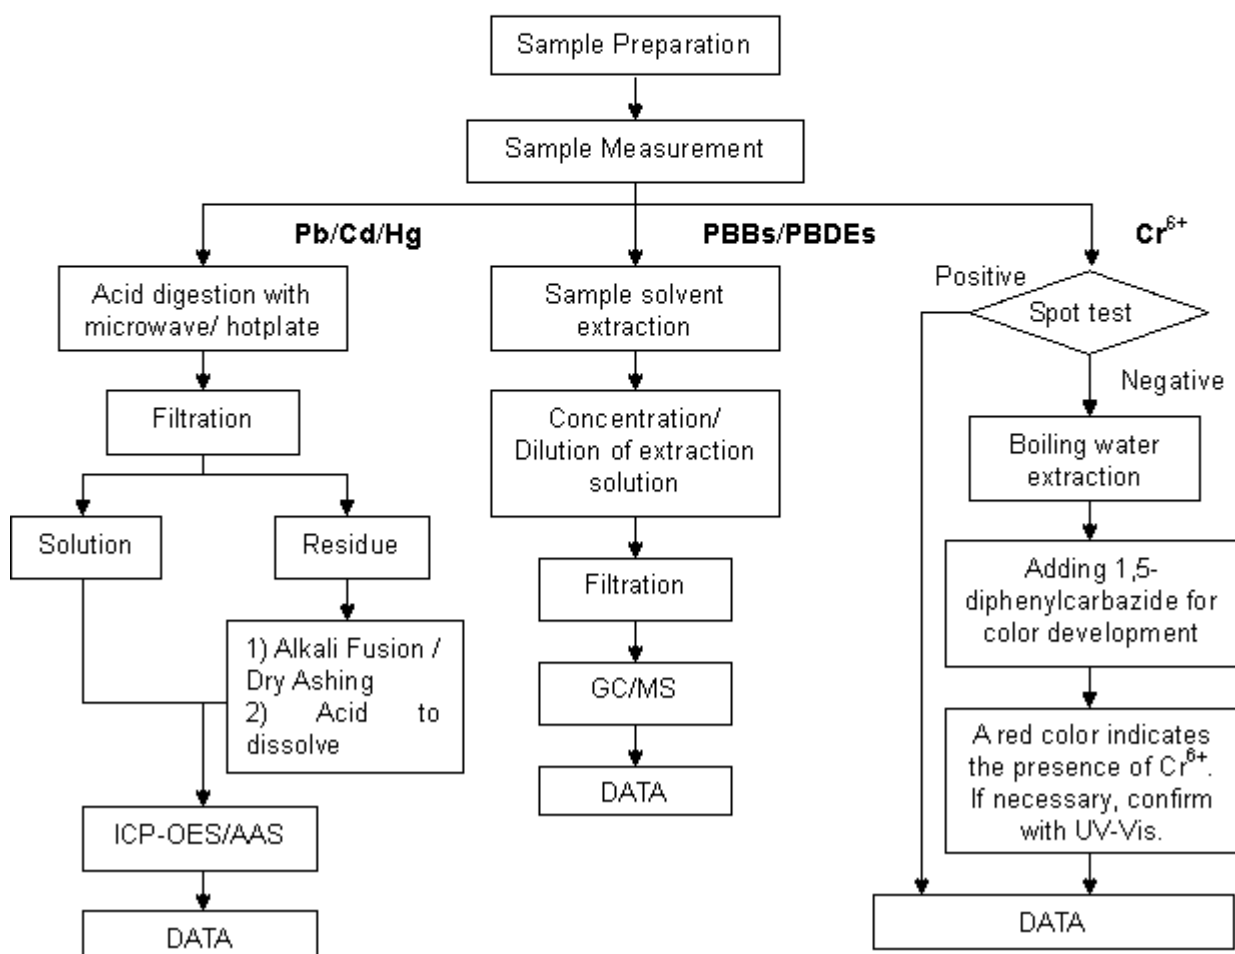 Sample Preparation
Sample Measurement
Pb/Cd/Hg
PBBs/PBDEs
Cr6+
Acid digestion with
microwave/ hotplate
Filtration
Solution
Residue
1) Alkali Fusion /
Dry Ashing
2) Acid to
dissolve
ICP-OES/AAS
DATA
Sample solvent
extraction
Concentration/
Dilution of extraction
solution
Filtration
GC/MS
DATA
Positive
Spot test
Negative
Boiling water
extraction
Adding 1,5-
diphenylcarbazide for
color development
A red color indicates
the presence of Cr6+.
If necessary, confirm
with UV-Vis.
DATA